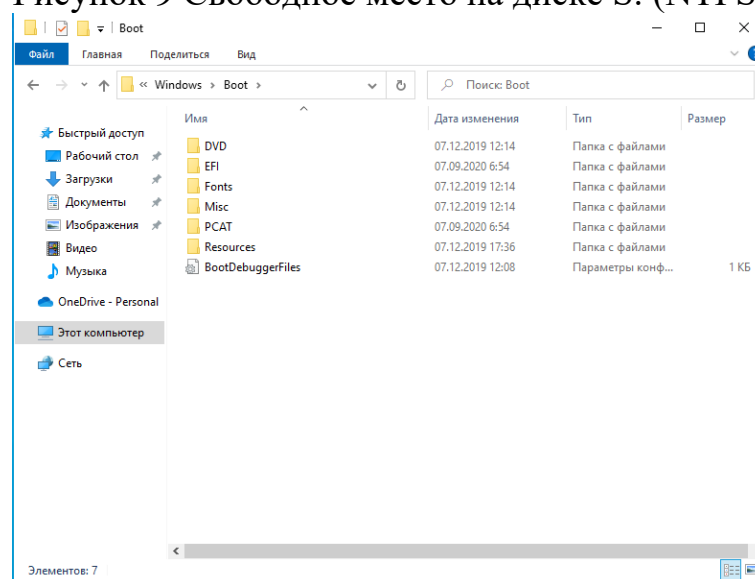 Рисунок 9 Свободное место на диске S: (NTFS
Boot
Файл Главная Поделиться Вид
« Windows > Boot > Поиск: Boot
Имя Дата изменения Тип Размер
Быстрый доступ
Рабочий стол
Загрузки
Документы
Изображения
Видео
Музыка
OneDrive - Personal
Этот компьютер
Сеть
DVD 07.12.2019 12:14 Папка с файлами
EFI 07.09.2020 6:54 Папка с файлами
Fonts 07.12.2019 12:14 Папка с файлами
Misc 07.12.2019 12:14 Папка с файлами
PCAT 07.09.2020 6:54 Папка с файлами
Resources 07.12.2019 17:36 Папка с файлами
BootDebuggerFiles 07.12.2019 12:08 Параметры конф... 1 КБ
Элементов: 7